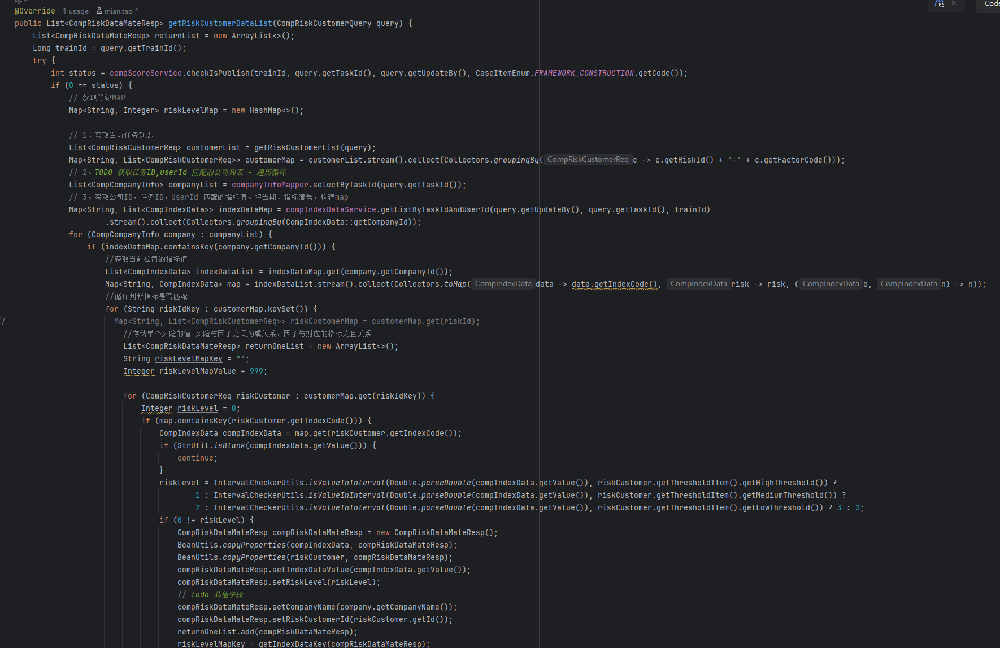 @Override 1 usage mian.tao *
public List<CompRiskDataMateResp> getRiskCustomerDataList(CompRiskCustomerQuery query) {
List<CompRiskDataMateResp> returnList = new ArrayList<>();
Long trainId = query.getTrainId();
try {
int status = compScoreService.checkIsPublish(trainId, query.getTaskId(), query.getUpdateBy(), CaseItemEnum.FRAMEWORK_CONSTRUCTION.getCode());
if (0 == status) {
// 获取等级MAP
Map<String, Integer> riskLevelMap = new HashMap<>();
// 1、获取当前任务列表
List<CompRiskCustomerReq> customerList = getRiskCustomerList(query);
Map<String, List<CompRiskCustomerReq>> customerMap = customerList.stream().collect(Collectors.groupingBy( CompRiskCustomerReq c -> c.getRiskId() + "-" + c.getFactorCode()));
// 2、TODO 获取任务ID,userId 匹配的公司列表 - 遍历循环
List<CompCompanyInfo> companyList = companyInfoMapper.selectByTaskId(query.getTaskId());
// 3、获取公司ID，任务ID，UserId 匹配的指标值、报告期、指标编号，构建map
Map<String, List<CompIndexData>> indexDataMap = compIndexDataService.getListByTaskIdAndUserId(query.getUpdateBy(), query.getTaskId(), trainId)
.stream().collect(Collectors.groupingBy(CompIndexData::getCompanyId));
for (CompCompanyInfo company : companyList) {
if (indexDataMap.containsKey(company.getCompanyId())) {
//获取当前公司的指标值
List<CompIndexData> indexDataList = indexDataMap.get(company.getCompanyId());
Map<String, CompIndexData> map = indexDataList.stream().collect(Collectors.toMap( CompIndexData data -> data.getIndexCode(), CompIndexData risk -> risk, ( CompIndexData o, CompIndexData n) -> n));
//循环判断指标是否匹配
for (String riskIdKey : customerMap.keySet()) {
// Map<String, List<CompRiskCustomerReq>> riskCustomerMap = customerMap.get(riskId);
//存储单个风险的值-风险与因子之间为或关系，因子与对应的指标为且关系
List<CompRiskDataMateResp> returnOneList = new ArrayList<>();
String riskLevelMapKey = "";
Integer riskLevelMapValue = 999;
for (CompRiskCustomerReq riskCustomer : customerMap.get(riskIdKey)) {
Integer riskLevel = 0;
if (map.containsKey(riskCustomer.getIndexCode())) {
CompIndexData compIndexData = map.get(riskCustomer.getIndexCode());
if (StrUtil.isBlank(compIndexData.getValue())) {
continue;
}
riskLevel = IntervalCheckerUtils.isValueInInterval(Double.parseDouble(compIndexData.getValue()), riskCustomer.getThresholdItem().getHighThreshold()) ?
1 : IntervalCheckerUtils.isValueInInterval(Double.parseDouble(compIndexData.getValue()), riskCustomer.getThresholdItem().getMediumThreshold()) ?
2 : IntervalCheckerUtils.isValueInInterval(Double.parseDouble(compIndexData.getValue()), riskCustomer.getThresholdItem().getLowThreshold()) ? 3 : 0;
if (0 != riskLevel) {
CompRiskDataMateResp compRiskDataMateResp = new CompRiskDataMateResp();
BeanUtils.copyProperties(compIndexData, compRiskDataMateResp);
BeanUtils.copyProperties(riskCustomer, compRiskDataMateResp);
compRiskDataMateResp.setIndexDataValue(compIndexData.getValue());
compRiskDataMateResp.setRiskLevel(riskLevel);
// todo 其他字段
compRiskDataMateResp.setCompanyName(company.getCompanyName());
compRiskDataMateResp.setRiskCustomerId(riskCustomer.getId());
returnOneList.add(compRiskDataMateResp);
riskLevelMapKey = getIndexDataKey(compRiskDataMateResp);